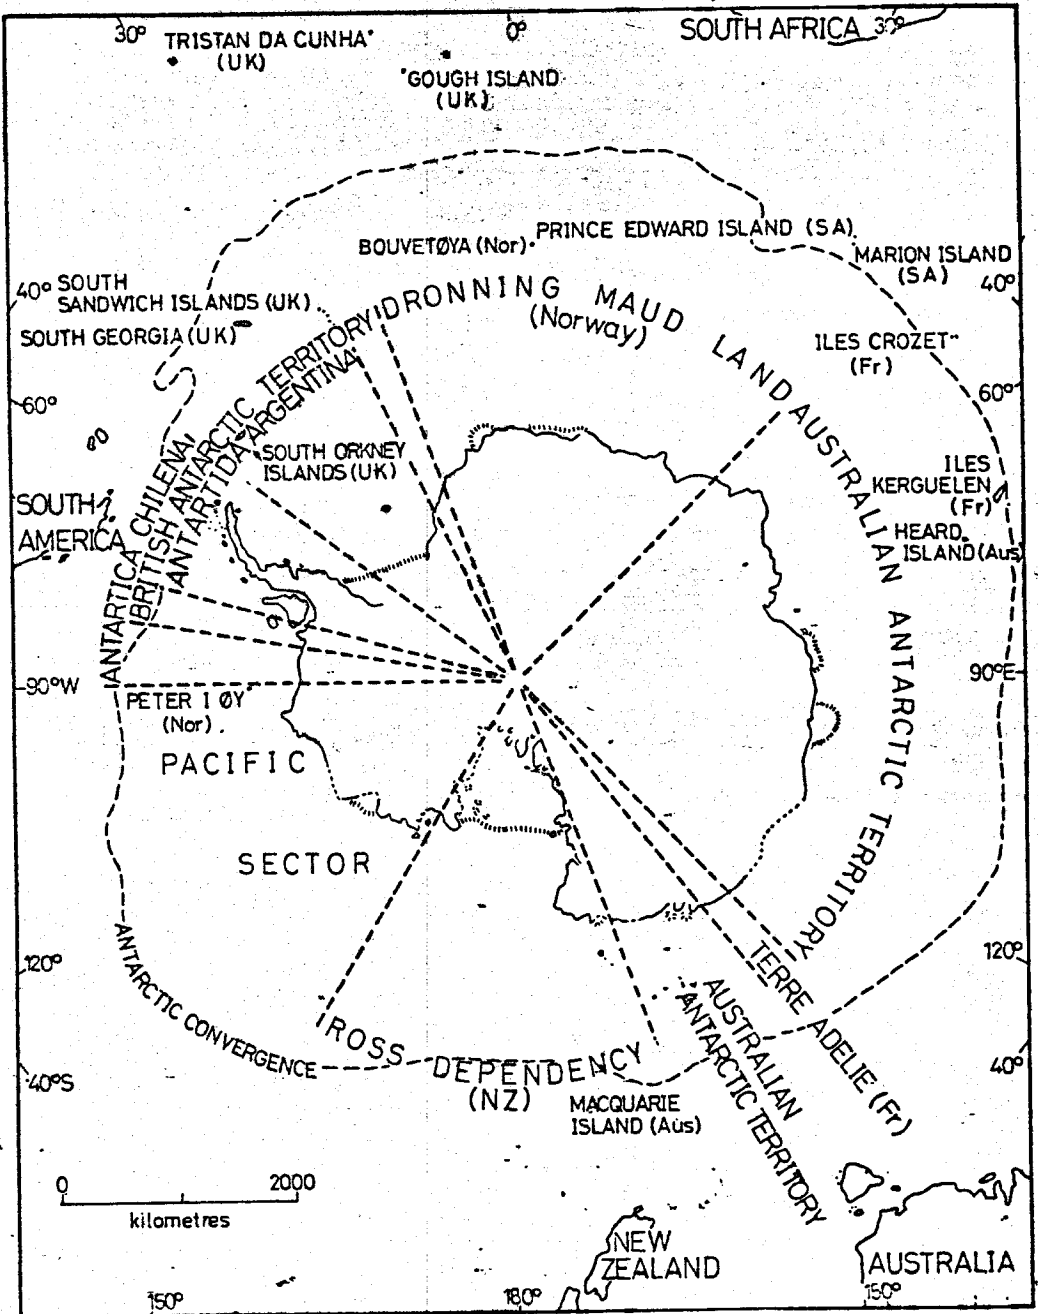 30°
TRISTAN DA CUNHA
(UK)
0°
SOUTH AFRICA
30°
GOUGH ISLAND
(UK)
BOUVETØYA (Nor)
PRINCE EDWARD ISLAND (SA)
MARION ISLAND
(SA)
40°
SOUTH
SANDWICH ISLANDS (UK)
40°
SOUTH GEORGIA (UK)
DRONNING MAUD LAND
(Norway)
ILES CROZET
(Fr)
60°
60°
ANTARTICA CHILENA
BRITISH ANTARCTIC TERRITORY
ANTARTIDA ARGENTINA
SOUTH ORKNEY
ISLANDS (UK)
AUSTRALIAN ANTARCTIC TERRITORY
ILES
KERGUELEN
(Fr)
SOUTH
AMERICA
HEARD
ISLAND (Aus)
90°W
90°E
PETER I ØY
(Nor)
PACIFIC
SECTOR
120°
120°
ANTARCTIC CONVERGENCE
ROSS DEPENDENCY
(NZ)
TERRE ADELIE (Fr)
AUSTRALIAN
ANTARCTIC TERRITORY
40°S
40°
MACQUARIE
ISLAND (Aus)
0
2000
kilometres
NEW
ZEALAND
AUSTRALIA
150°
180°
150°